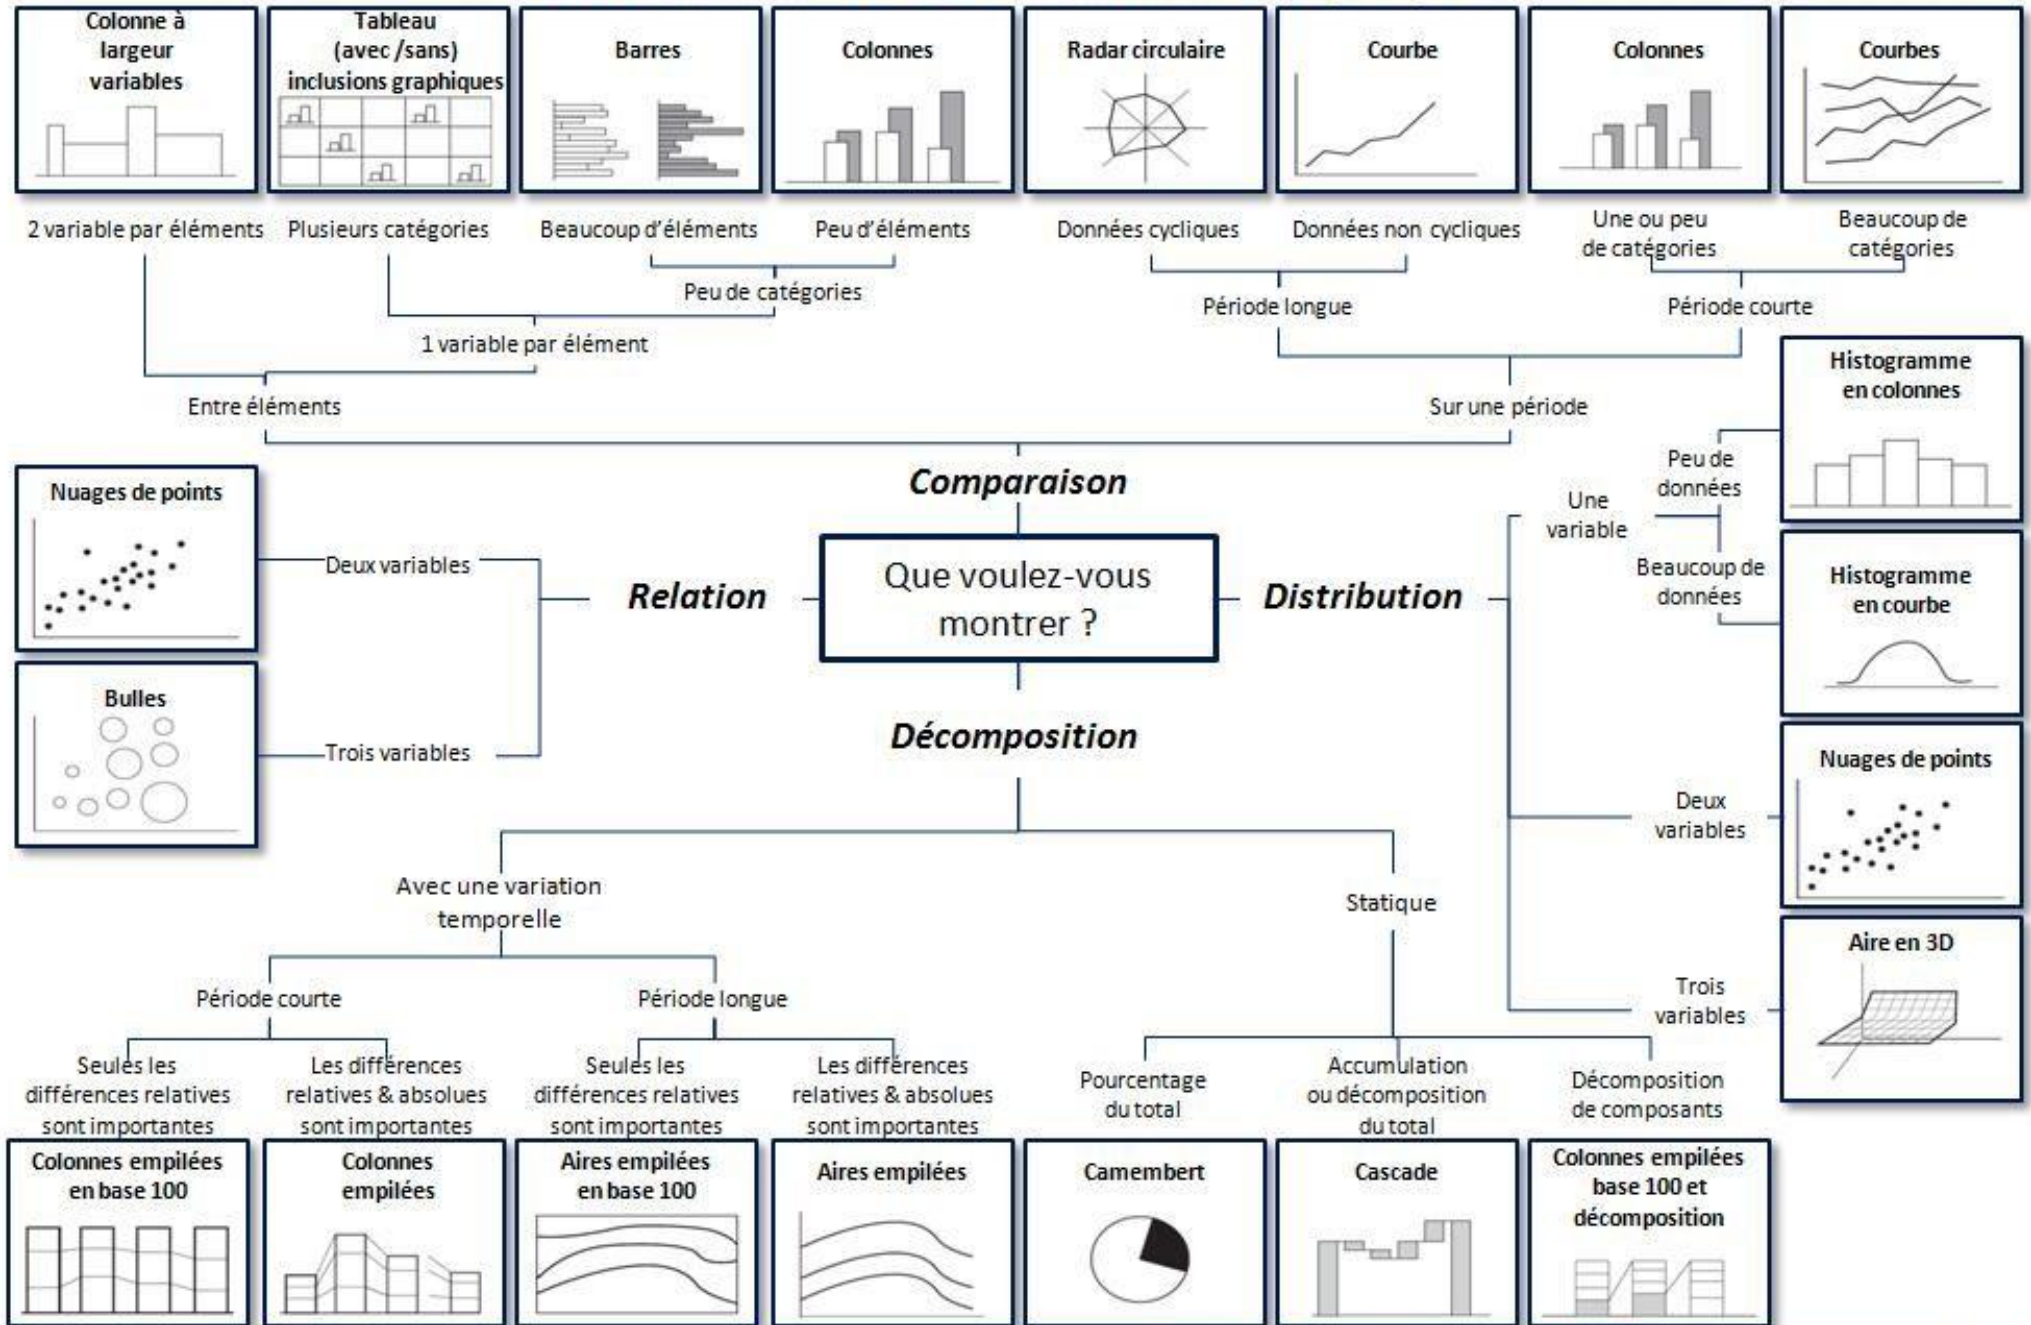 Colonne à
largeur
variables
Tableau
(avec /sans)
inclusions graphiques
Barres
Colonnes
Radar circulaire
Courbe
Colonnes
Courbes
2 variable par éléments
Plusieurs catégories
Beaucoup d'éléments
Peu d'éléments
Données cycliques
Données non cycliques
Une ou peu
de catégories
Beaucoup de
catégories
Peu de catégories
Période longue
Période courte
1 variable par élément
Entre éléments
Sur une période
Histogramme
en colonnes
Comparaison
Nuages de points
Deux variables
Relation
Que voulez-vous
montrer ?
Distribution
Une
variable
Peu de
données
Beaucoup de
données
Histogramme
en courbe
Bulles
Trois variables
Décomposition
Nuages de points
Deux
variables
Avec une variation
temporelle
Statique
Aire en 3D
Trois
variables
Période courte
Période longue
Seules les
différences relatives
sont importantes
Les différences
relatives & absolues
sont importantes
Seules les
différences relatives
sont importantes
Les différences
relatives & absolues
sont importantes
Pourcentage
du total
Accumulation
ou décomposition
du total
Décomposition
de composants
Colonnes empilées
en base 100
Colonnes
empilées
Aires empilées
en base 100
Aires empilées
Camembert
Cascade
Colonnes empilées
base 100 et
décomposition